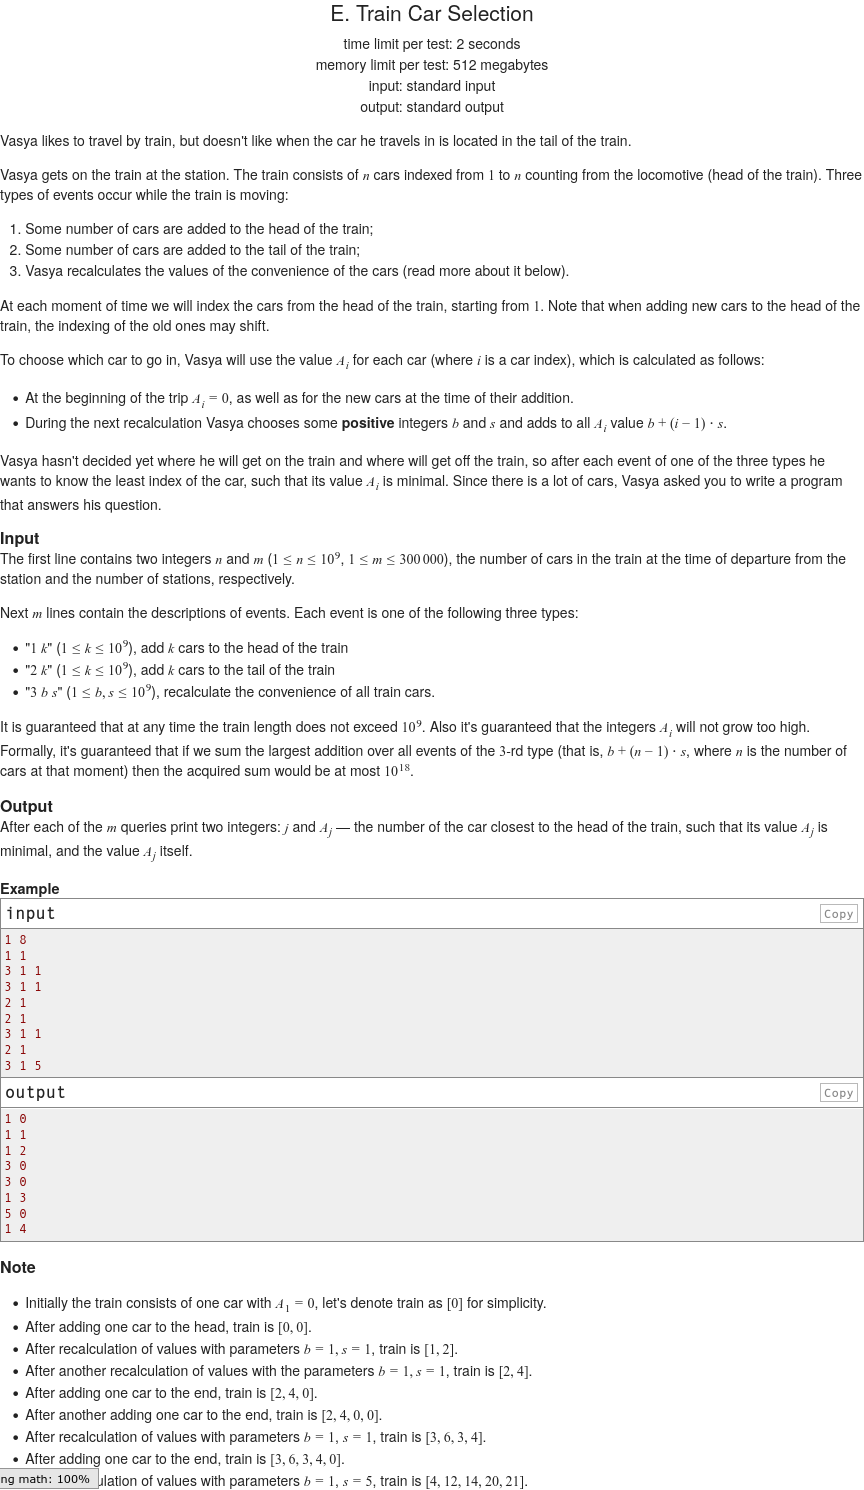 E. Train Car Selection
time limit per test: 2 seconds
memory limit per test: 512 megabytes
input: standard input
output: standard output
Vasya likes to travel by train, but doesn't like when the car he travels in is located in the tail of the train.
Vasya gets on the train at the station. The train consists of n cars indexed from 1 to n counting from the locomotive (head of the train). Three
types of events occur while the train is moving:
1. Some number of cars are added to the head of the train;
2. Some number of cars are added to the tail of the train;
3. Vasya recalculates the values of the convenience of the cars (read more about it below).
At each moment of time we will index the cars from the head of the train, starting from 1. Note that when adding new cars to the head of the
train, the indexing of the old ones may shift.
To choose which car to go in, Vasya will use the value A_i for each car (where i is a car index), which is calculated as follows:
• At the beginning of the trip A_i = 0, as well as for the new cars at the time of their addition.
• During the next recalculation Vasya chooses some positive integers b and s and adds to all A_i value b + (i − 1) · s.
Vasya hasn't decided yet where he will get on the train and where will get off the train, so after each event of one of the three types he
wants to know the least index of the car, such that its value A_i is minimal. Since there is a lot of cars, Vasya asked you to write a program
that answers his question.
Input
The first line contains two integers n and m (1 ≤ n ≤ 10^9, 1 ≤ m ≤ 300 000), the number of cars in the train at the time of departure from the
station and the number of stations, respectively.
Next m lines contain the descriptions of events. Each event is one of the following three types:
• "1 k" (1 ≤ k ≤ 10^9), add k cars to the head of the train
• "2 k" (1 ≤ k ≤ 10^9), add k cars to the tail of the train
• "3 b s" (1 ≤ b, s ≤ 10^9), recalculate the convenience of all train cars.
It is guaranteed that at any time the train length does not exceed 10^9. Also it's guaranteed that the integers A_i will not grow too high.
Formally, it's guaranteed that if we sum the largest addition over all events of the 3-rd type (that is, b + (n − 1) · s, where n is the number of
cars at that moment) then the acquired sum would be at most 10^18.
Output
After each of the m queries print two integers: j and A_j — the number of the car closest to the head of the train, such that its value A_j is
minimal, and the value A_j itself.
Example
input
Copy
1 8
1 1
3 1 1
3 1 1
2 1
2 1
3 1 1
2 1
3 1 5
output
Copy
1 0
1 1
1 2
3 0
3 0
1 3
5 0
1 4
Note
• Initially the train consists of one car with A_1 = 0, let's denote train as [0] for simplicity.
• After adding one car to the head, train is [0, 0].
• After recalculation of values with parameters b = 1, s = 1, train is [1, 2].
• After another recalculation of values with the parameters b = 1, s = 1, train is [2, 4].
• After adding one car to the end, train is [2, 4, 0].
• After another adding one car to the end, train is [2, 4, 0, 0].
• After recalculation of values with parameters b = 1, s = 1, train is [3, 6, 3, 4].
• After adding one car to the end, train is [3, 6, 3, 4, 0].
ng math: 100% ulation of values with parameters b = 1, s = 5, train is [4, 12, 14, 20, 21].